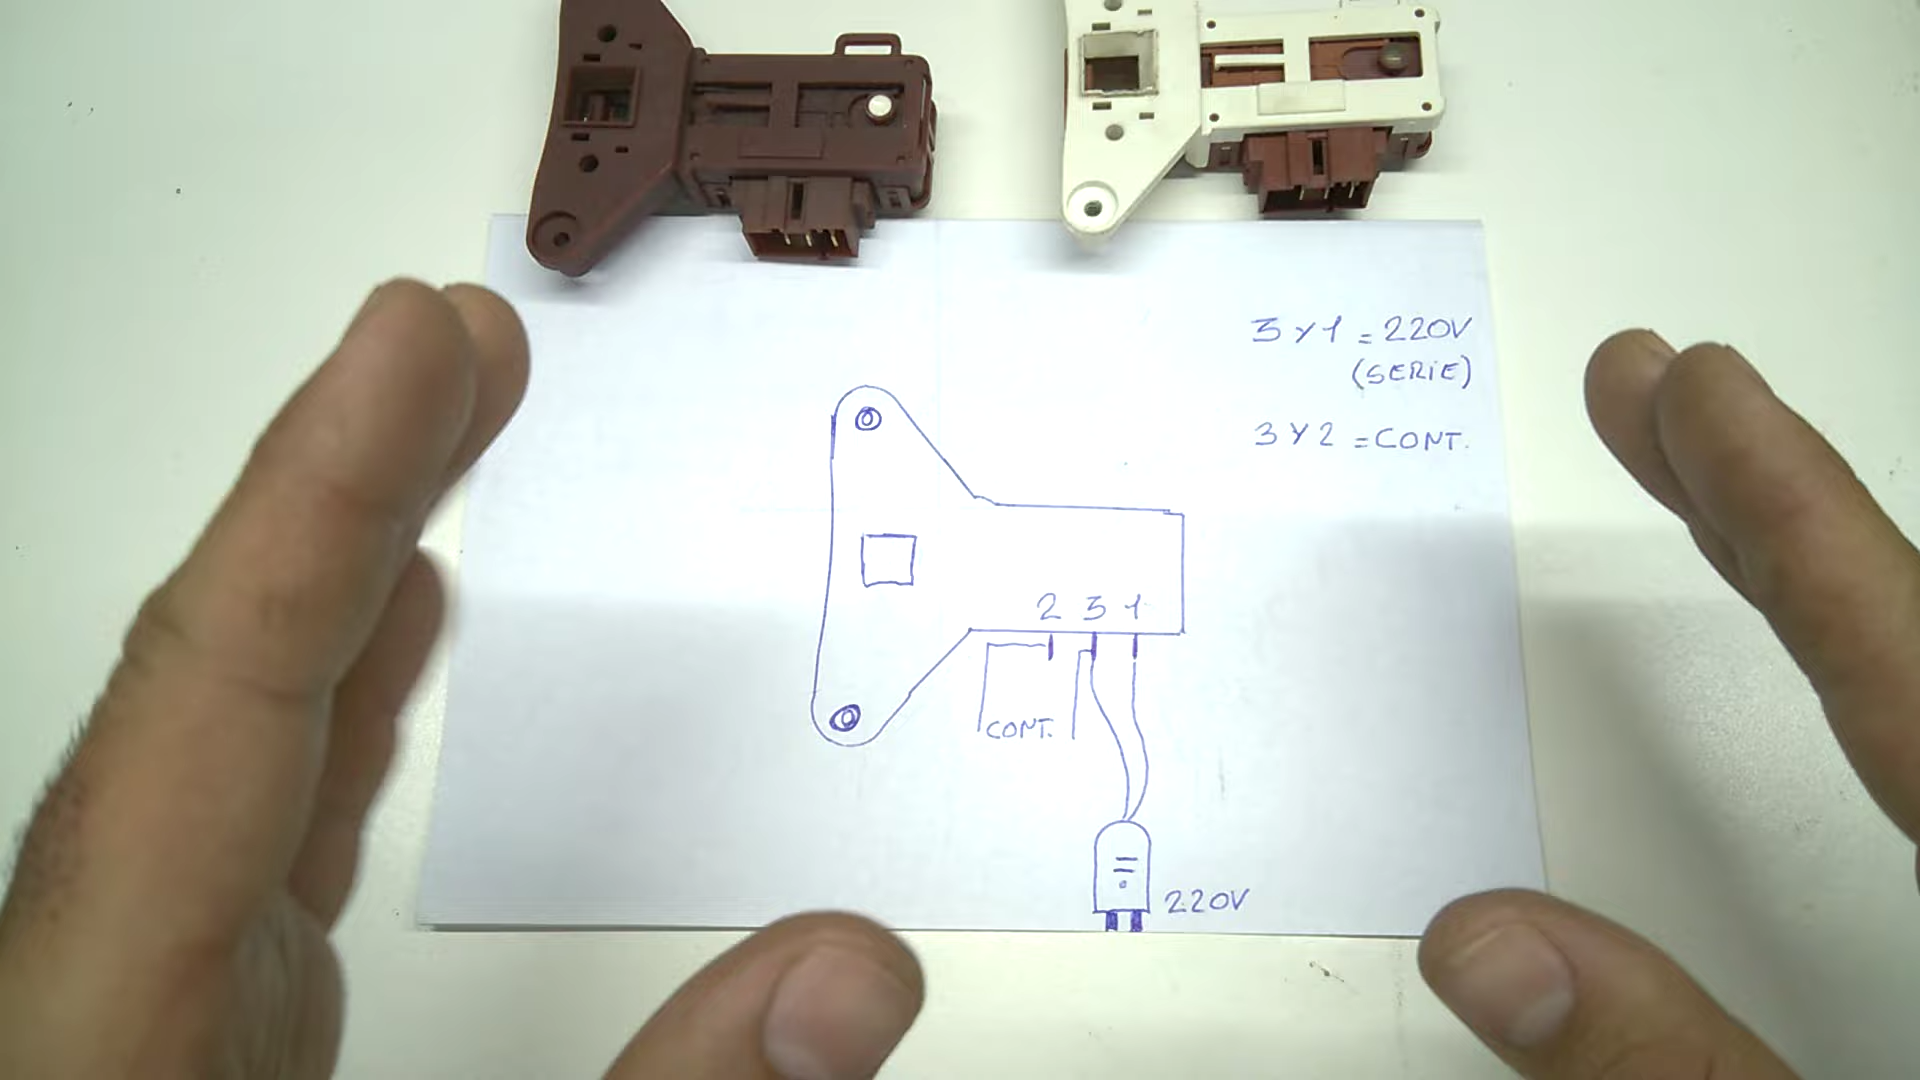 3 Y 1 = 220V
(SERiE)
3 Y 2 = CONT.
2 3 1
CONT.
220V